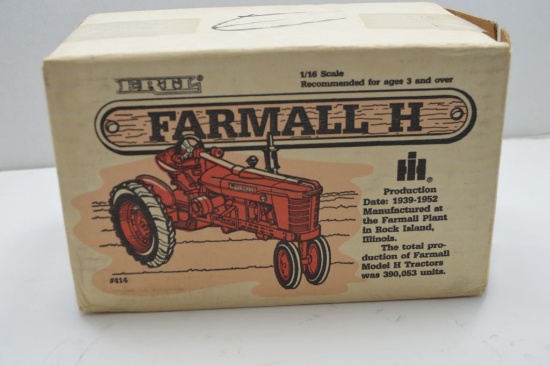 ERTL®
1/16 Scale
Recommended for ages 3 and over
FARMALL H
IH®
Production
Date: 1939-1952
Manufactured at
the Farmall Plant
in Rock Island,
Illinois.
The total pro-
duction of Farmall
Model H Tractors
was 390,053 units.
#414